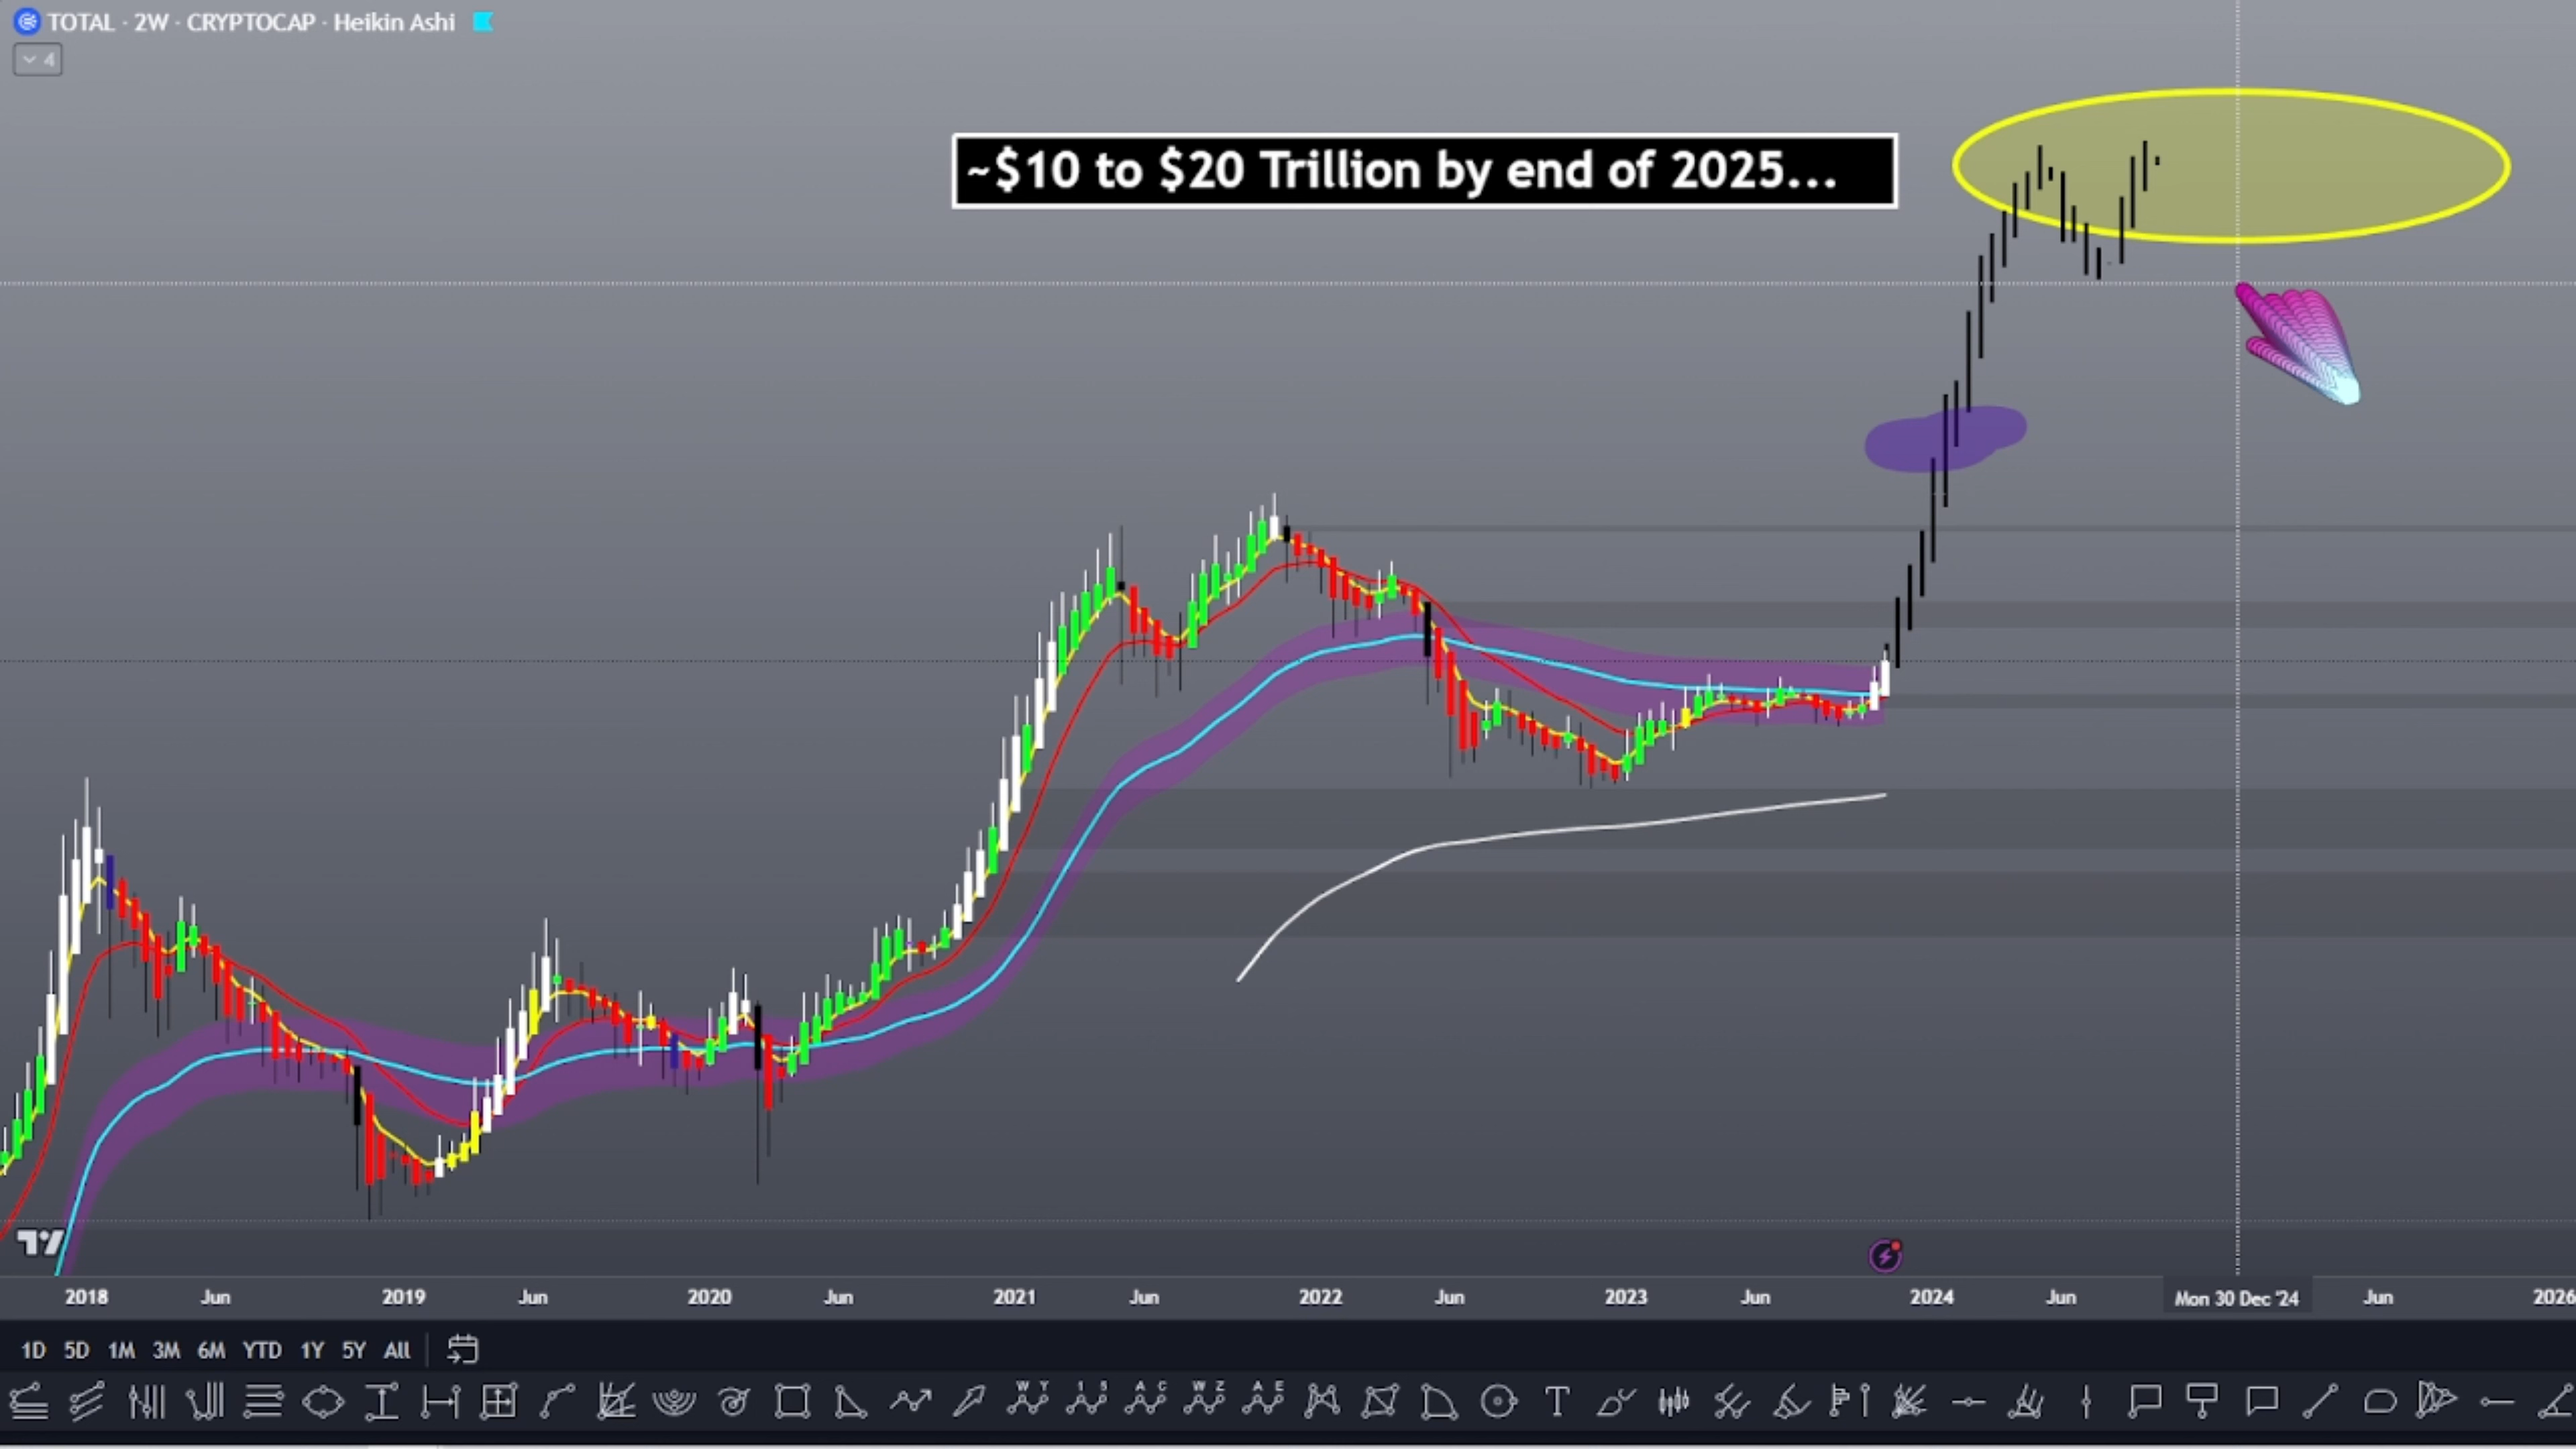 TOTAL · 2W · CRYPTOCAP · Heikin Ashi
4
~$10 to $20 Trillion by end of 2025...
2018 Jun 2019 Jun 2020 Jun 2021 Jun 2022 Jun 2023 Jun 2024 Jun Mon 30 Dec '24 Jun 2026
1D 5D 1M 3M 6M YTD 1Y 5Y All
W Y 1 5 A C W Z A E T